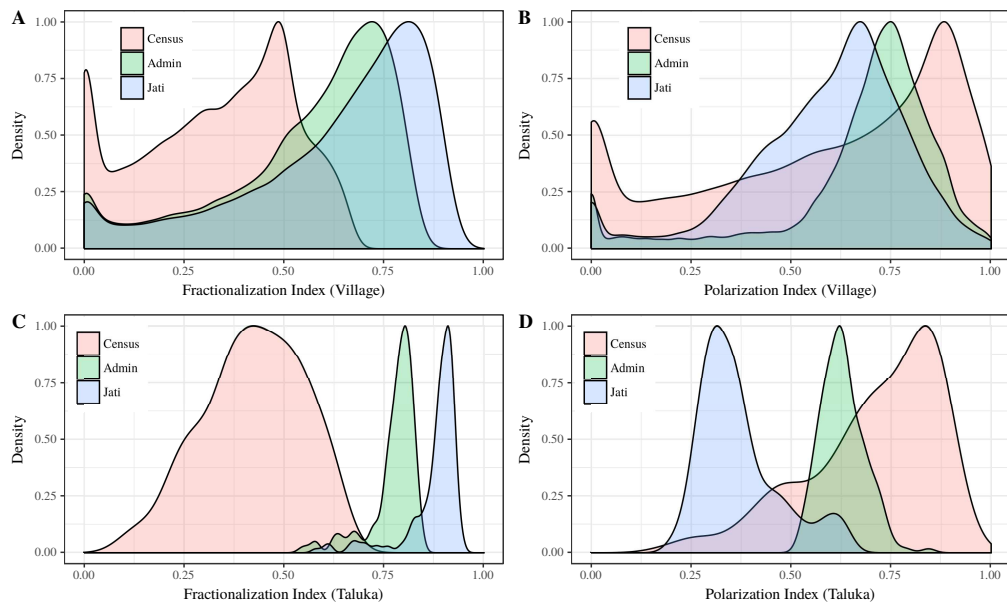 A
1.00
0.75
0.50
0.25
0.00
Density
Census
Admin
Jati
0.00 0.25 0.50 0.75 1.00
Fractionalization Index (Village)
B
1.00
0.75
0.50
0.25
0.00
Density
Census
Admin
Jati
0.00 0.25 0.50 0.75 1.00
Polarization Index (Village)
C
1.00
0.75
0.50
0.25
0.00
Density
Census
Admin
Jati
0.00 0.25 0.50 0.75 1.00
Fractionalization Index (Taluka)
D
1.00
0.75
0.50
0.25
0.00
Density
Census
Admin
Jati
0.00 0.25 0.50 0.75 1.00
Polarization Index (Taluka)